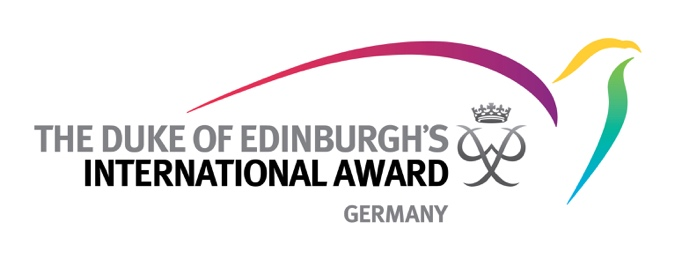 THE DUKE OF EDINBURGH'S
INTERNATIONAL AWARD
GERMANY